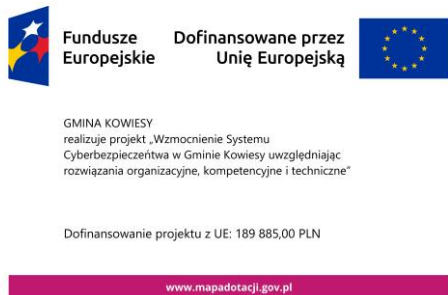 Fundusze Europejskie
Dofinansowane przez Unię Europejską
GMINA KOWIESY
realizuje projekt „Wzmocnienie Systemu
Cyberbezpieczeńtwa w Gminie Kowiesy uwzględniając
rozwiązania organizacyjne, kompetencyjne i techniczne"
Dofinansowanie projektu z UE: 189 885,00 PLN
www.mapadotacji.gov.pl